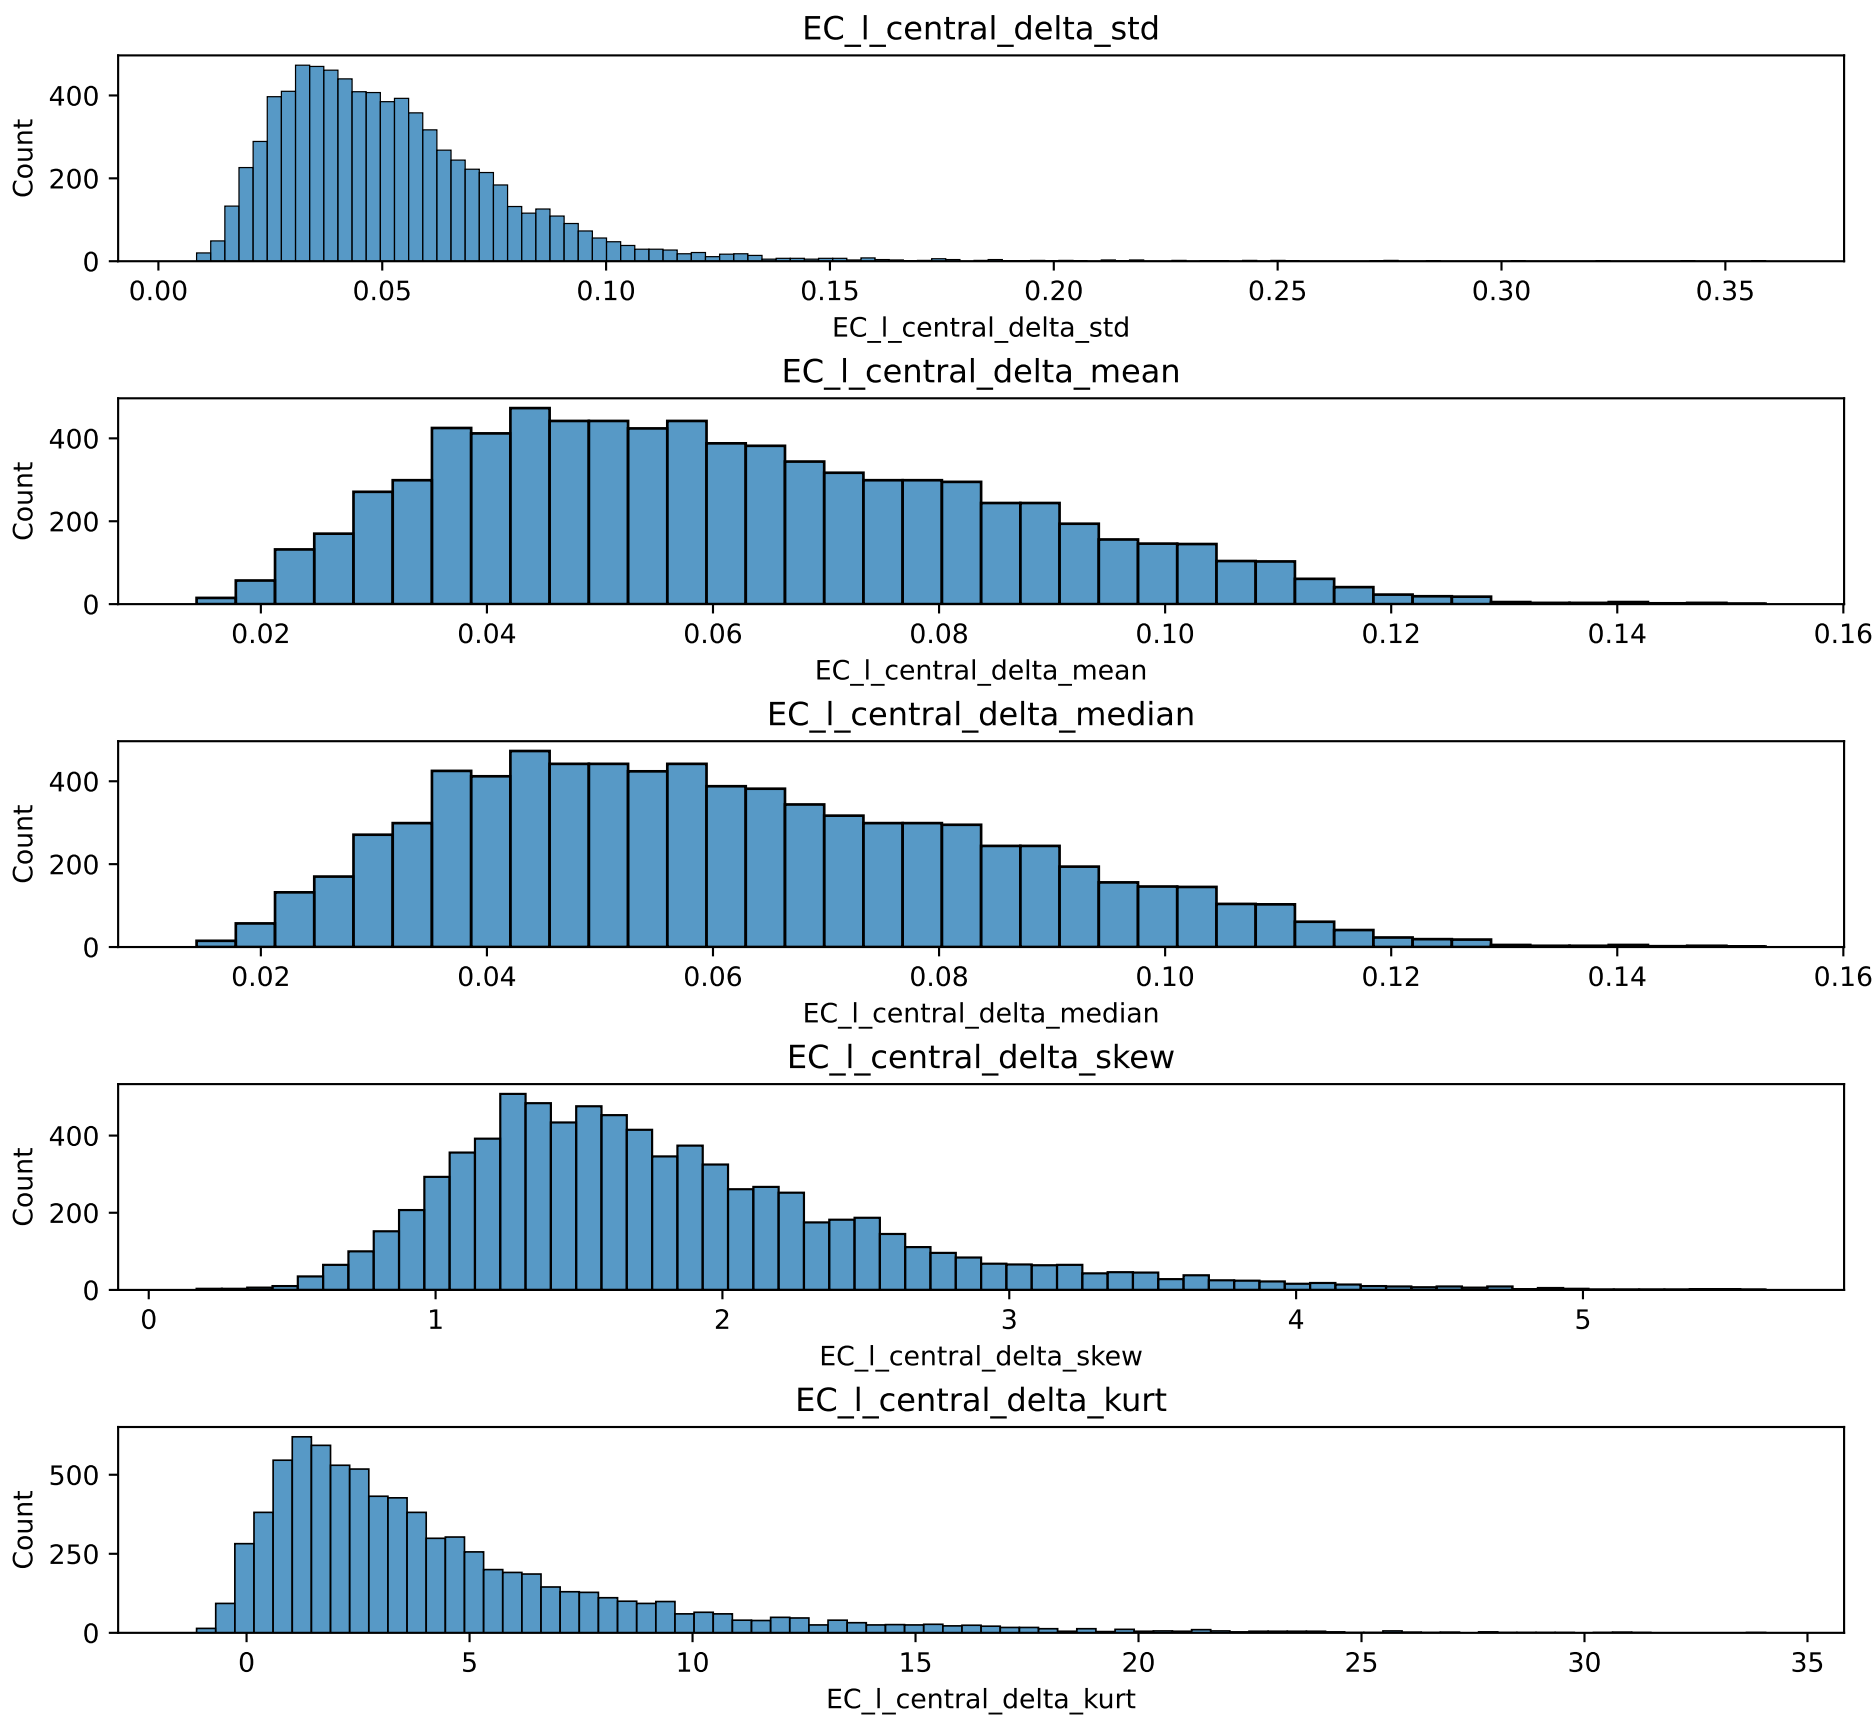 EC_l_central_delta_std
Count
400
200
0
0.00 0.05 0.10 0.15 0.20 0.25 0.30 0.35
EC_l_central_delta_std
EC_l_central_delta_mean
Count
400
200
0
0.02 0.04 0.06 0.08 0.10 0.12 0.14 0.16
EC_l_central_delta_mean
EC_l_central_delta_median
Count
400
200
0
0.02 0.04 0.06 0.08 0.10 0.12 0.14 0.16
EC_l_central_delta_median
EC_l_central_delta_skew
Count
400
200
0
0 1 2 3 4 5
EC_l_central_delta_skew
EC_l_central_delta_kurt
Count
500
250
0
0 5 10 15 20 25 30 35
EC_l_central_delta_kurt